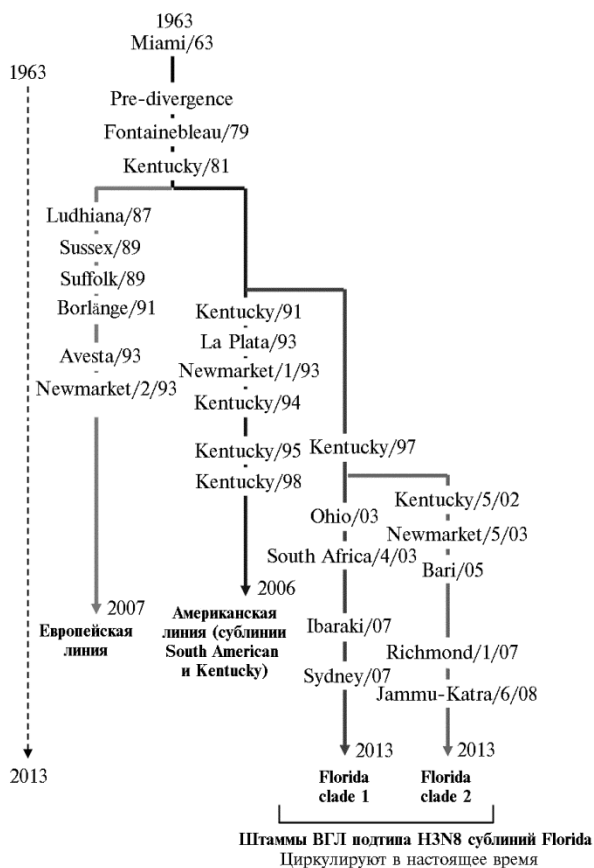 1963
Miami/63
1963
Pre-divergence
Fontainebleau/79
Kentucky/81
Ludhiana/87
Sussex/89
Suffolk/89
Borlänge/91
Avesta/93
Newmarket/2/93
2007
Европейская
линия
Kentucky/91
La Plata/93
Newmarket/1/93
Kentucky/94
Kentucky/95
Kentucky/98
2006
Американская
линия (сублинии
South American
и Kentucky)
Kentucky/97
Ohio/03
South Africa/4/03
Ibaraki/07
Sydney/07
2013
Florida
clade 1
Kentucky/5/02
Newmarket/5/03
Bari/05
Richmond/1/07
Jammu-Katra/6/08
2013
Florida
clade 2
2013
Штаммы ВГЛ подтипа H3N8 сублиний Florida
Циркулируют в настоящее время